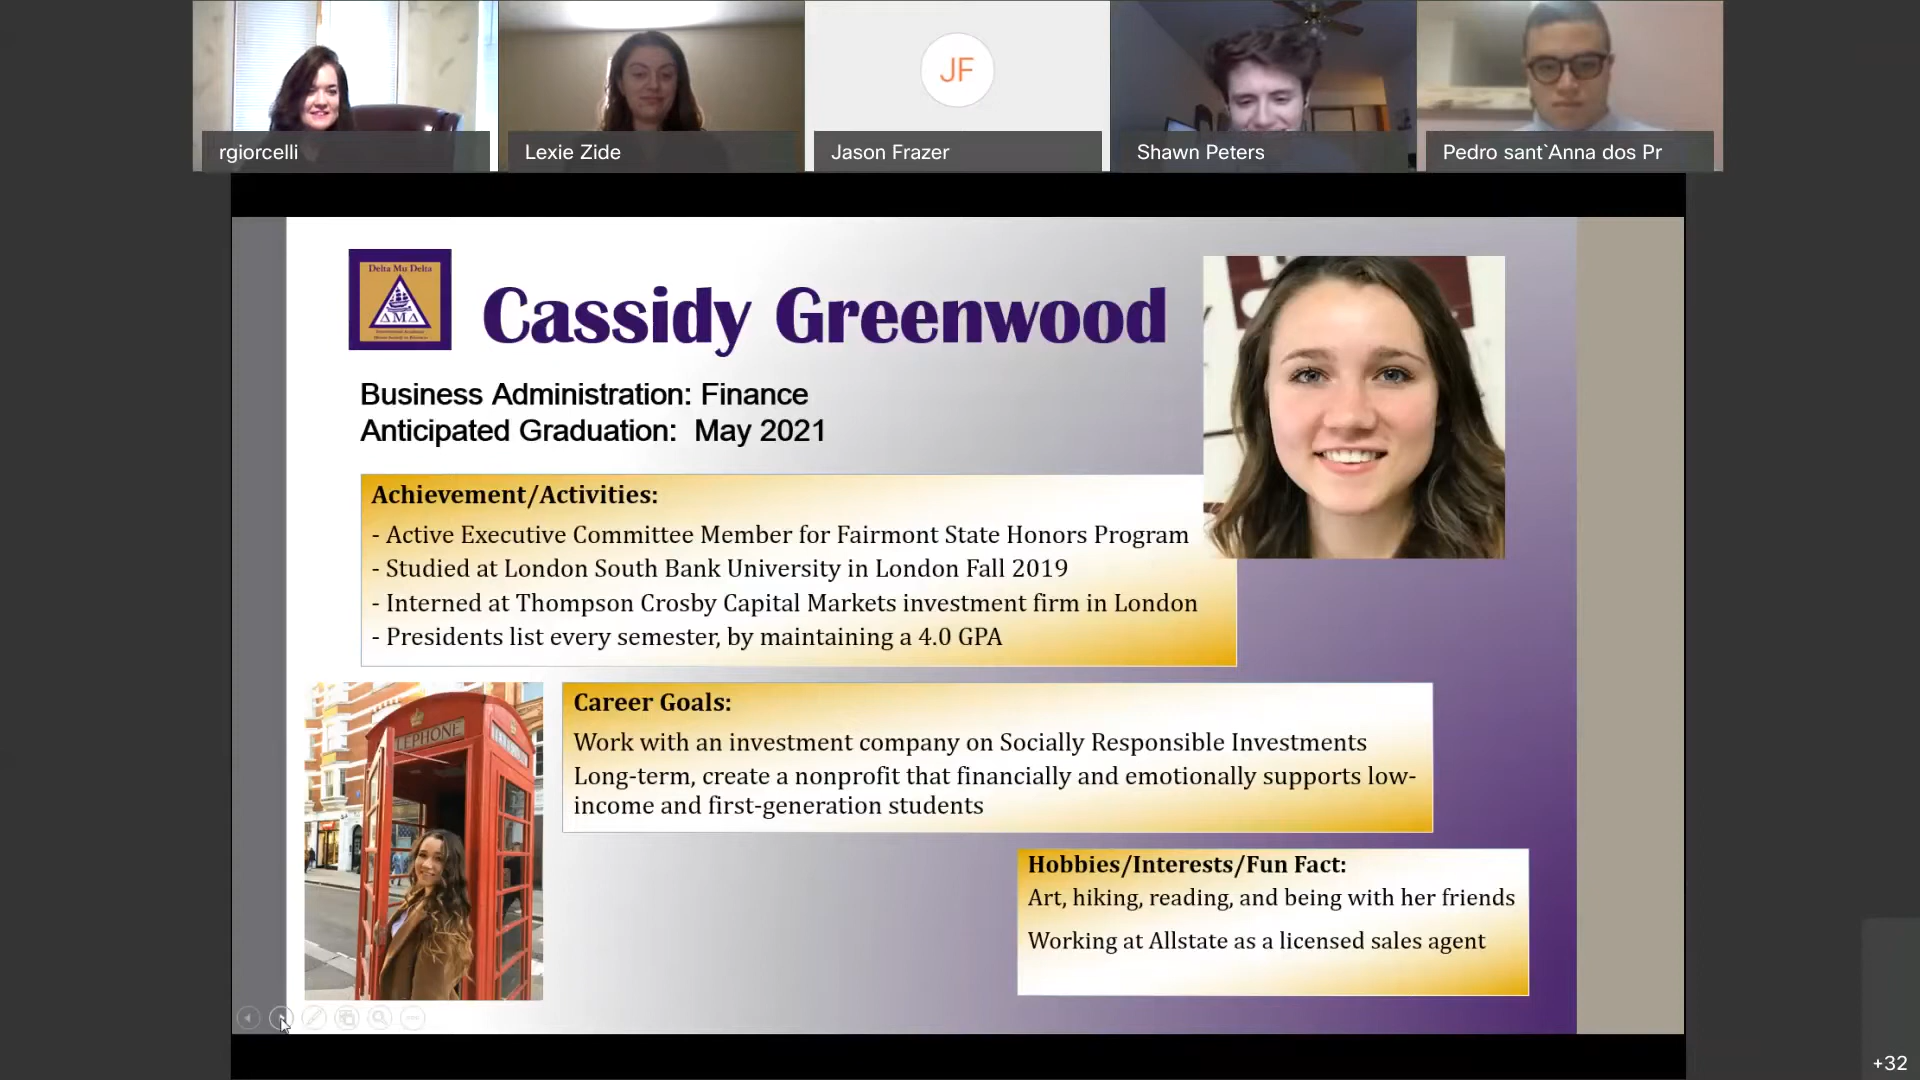 rgiorcelli
Lexie Zide
JF
Jason Frazer
Shawn Peters
Pedro sant`Anna dos Pr
Delta Mu Delta
ΔΜΔ
Cassidy Greenwood
Business Administration: Finance
Anticipated Graduation: May 2021
Achievement/Activities:
- Active Executive Committee Member for Fairmont State Honors Program
- Studied at London South Bank University in London Fall 2019
- Interned at Thompson Crosby Capital Markets investment firm in London
- Presidents list every semester, by maintaining a 4.0 GPA
LEPHONE
Career Goals:
Work with an investment company on Socially Responsible Investments
Long-term, create a nonprofit that financially and emotionally supports low-
income and first-generation students
Hobbies/Interests/Fun Fact:
Art, hiking, reading, and being with her friends
Working at Allstate as a licensed sales agent
+32